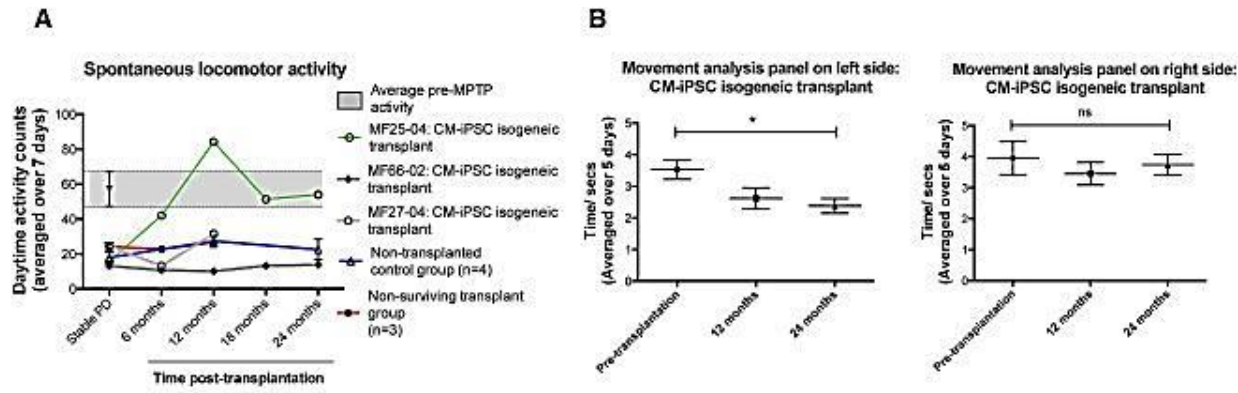 A
Spontaneous locomotor activity
Daytime activity counts
(averaged over 7 days)
100
80
60
40
20
0
Stable PD
6 months
12 months
18 months
24 months
Time post-transplantation
Average pre-MPTP
activity
MF25-04: CM-iPSC isogeneic
transplant
MF66-02: CM-iPSC isogeneic
transplant
MF27-04: CM-iPSC isogeneic
transplant
Non-transplanted
control group (n=4)
Non-surviving transplant
group
(n=3)
B
Movement analysis panel on left side:
CM-iPSC isogeneic transplant
*
Time/ secs
(Averaged over 5 days)
5
4
3
2
1
0
Pre-transplantation
12 months
24 months
Movement analysis panel on right side:
CM-iPSC isogeneic transplant
ns
Time/ secs
(Averaged over 5 days)
5
4
3
2
1
0
Pre-transplantation
12 months
24 months